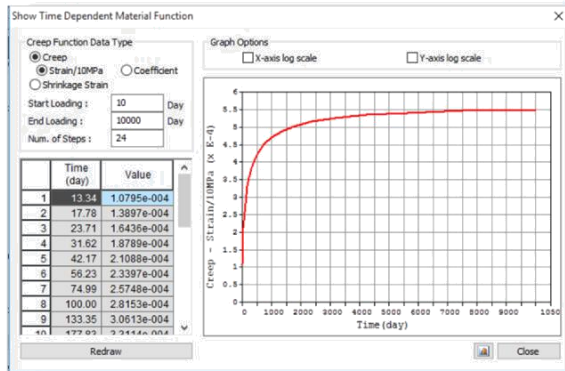 Show Time Dependent Material Function
Creep Function Data Type
Creep
Strain/10MPa Coefficient
Shrinkage Strain
Start Loading : 10 Day
End Loading : 10000 Day
Num. of Steps : 24
Time (day) Value
1 13.34 1.0795e-004
2 17.78 1.3897e-004
3 23.71 1.6436e-004
4 31.62 1.8789e-004
5 42.17 2.1088e-004
6 56.23 2.3397e-004
7 74.99 2.5748e-004
8 100.00 2.8153e-004
9 133.35 3.0613e-004
10 177.83 3.3114e-004
Redraw
Graph Options
X-axis log scale Y-axis log scale
Creep - Strain/10MPa (X E-4)
6
5.5
5
4.5
4
3.5
3
2.5
2
1.5
1
0.5
0
0 1000 2000 3000 4000 5000 6000 7000 8000 9000 1050
Time(day)
Close